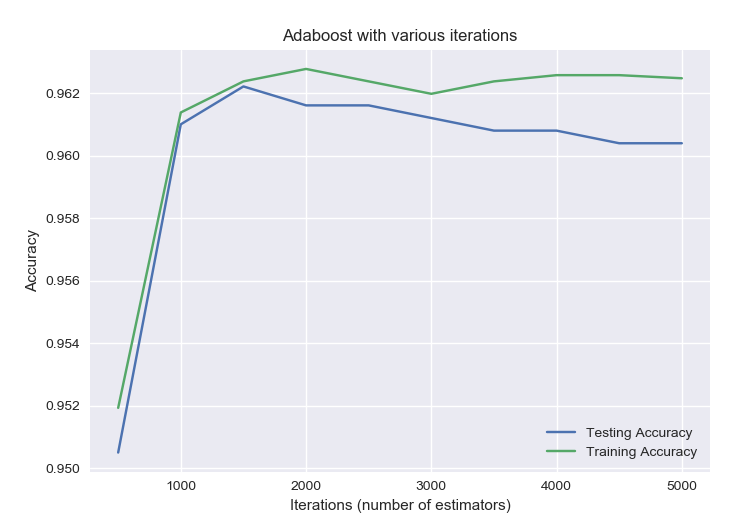 Adaboost with various iterations
0.962
0.960
0.958
0.956
0.954
0.952
0.950
Accuracy
Testing Accuracy
Training Accuracy
1000
2000
3000
4000
5000
Iterations (number of estimators)